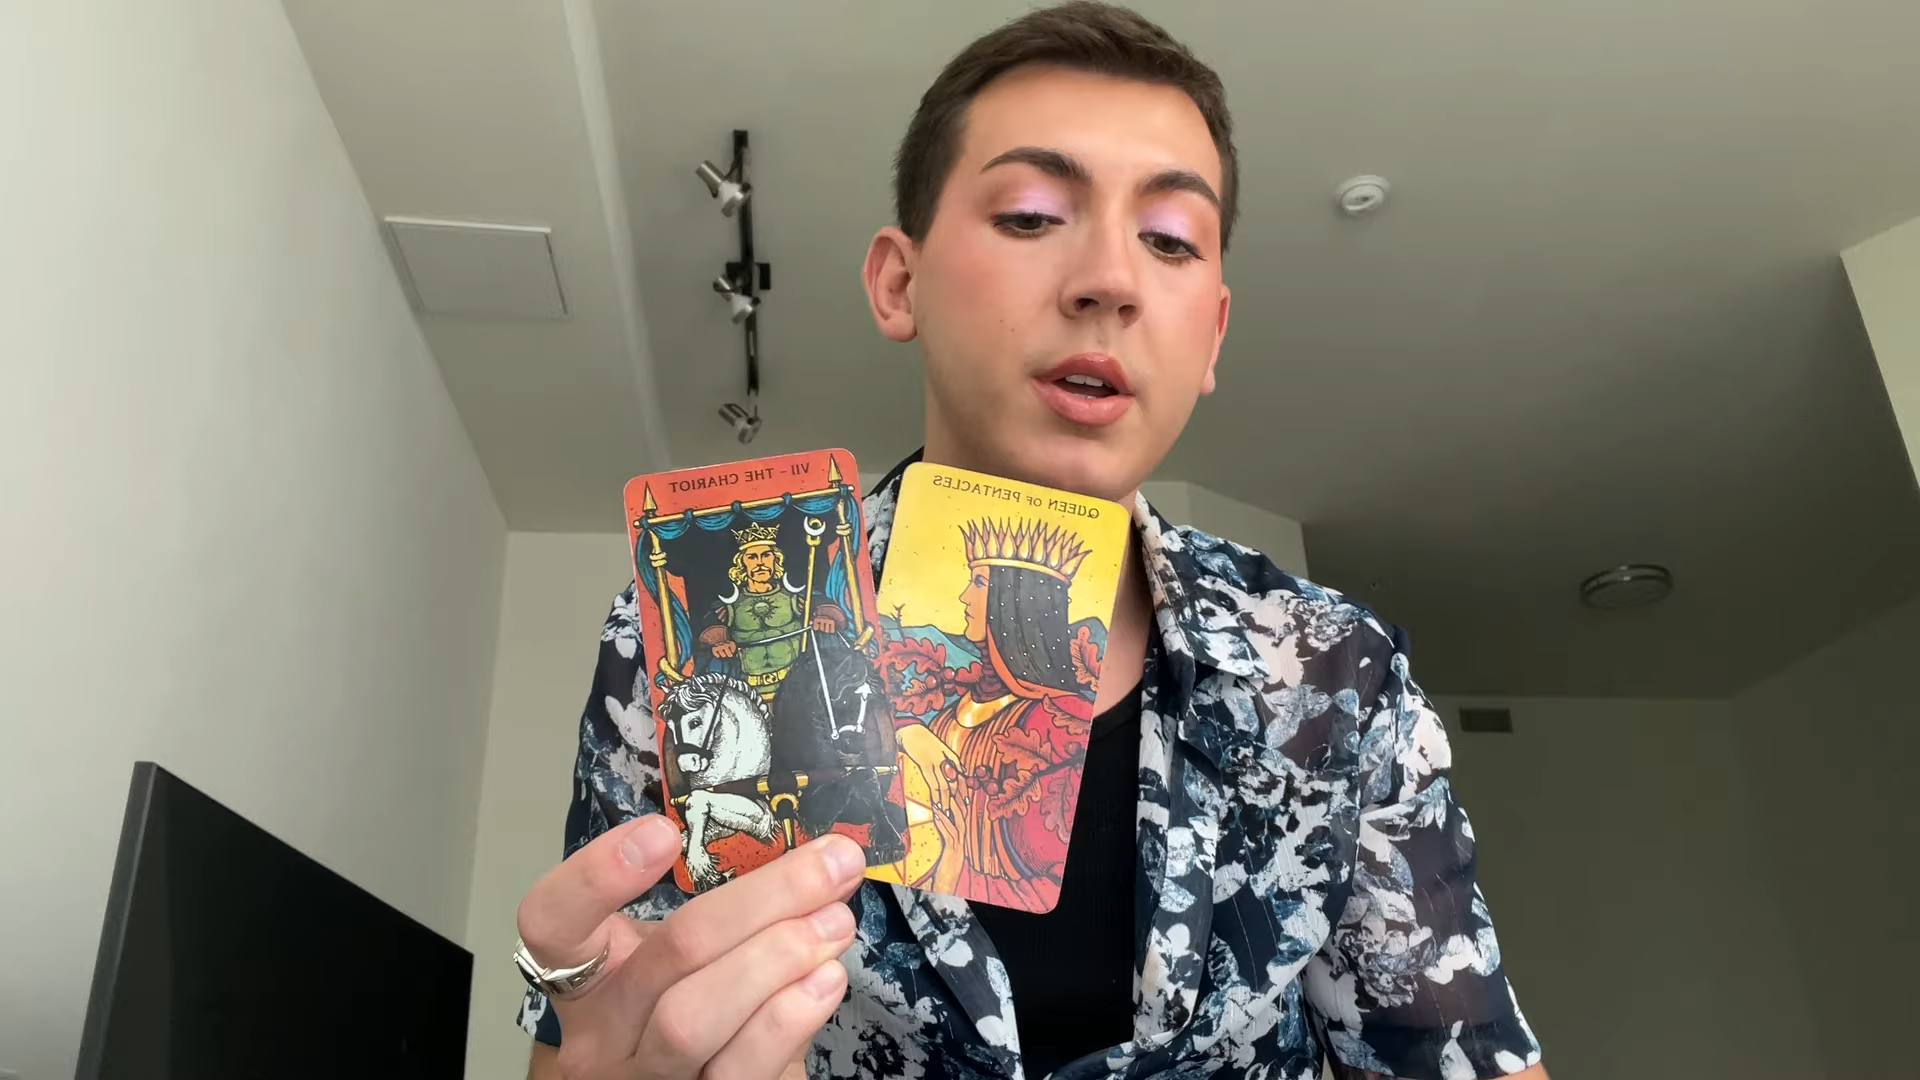 VII - THE CHARIOT
QUEEN OF PENTACLES